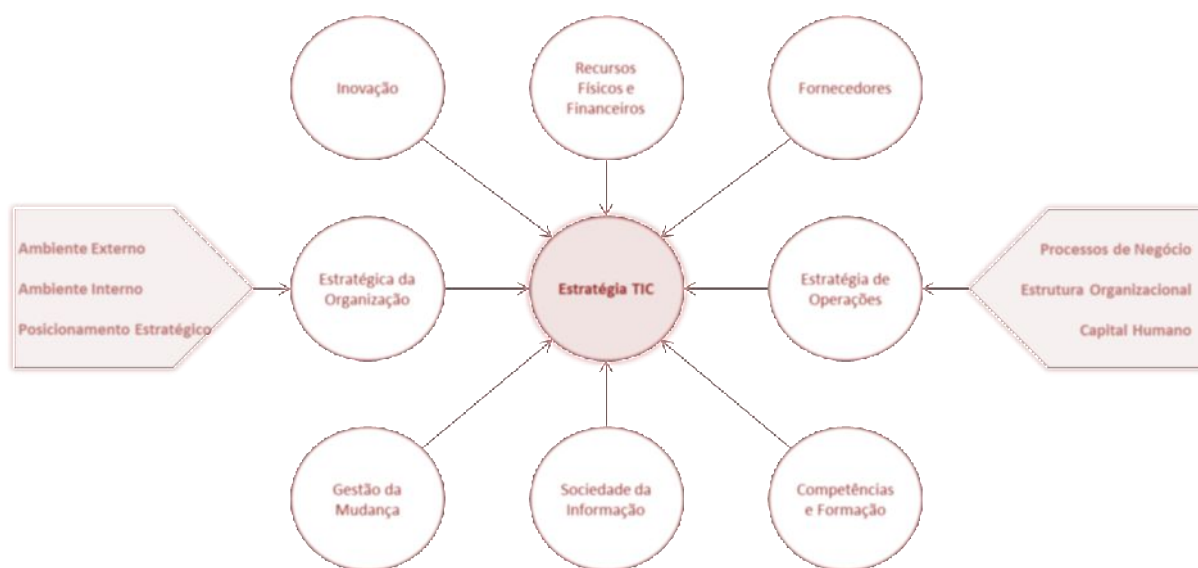 Inovação
Recursos
Físicos e
Financeiros
Fornecedores
Ambiente Externo
Ambiente Interno
Posicionamento Estratégico
Estratégica da
Organização
Estratégia TIC
Estratégia de
Operações
Processos de Negócio
Estrutura Organizacional
Capital Humano
Gestão da
Mudança
Sociedade da
Informação
Competências
e Formação